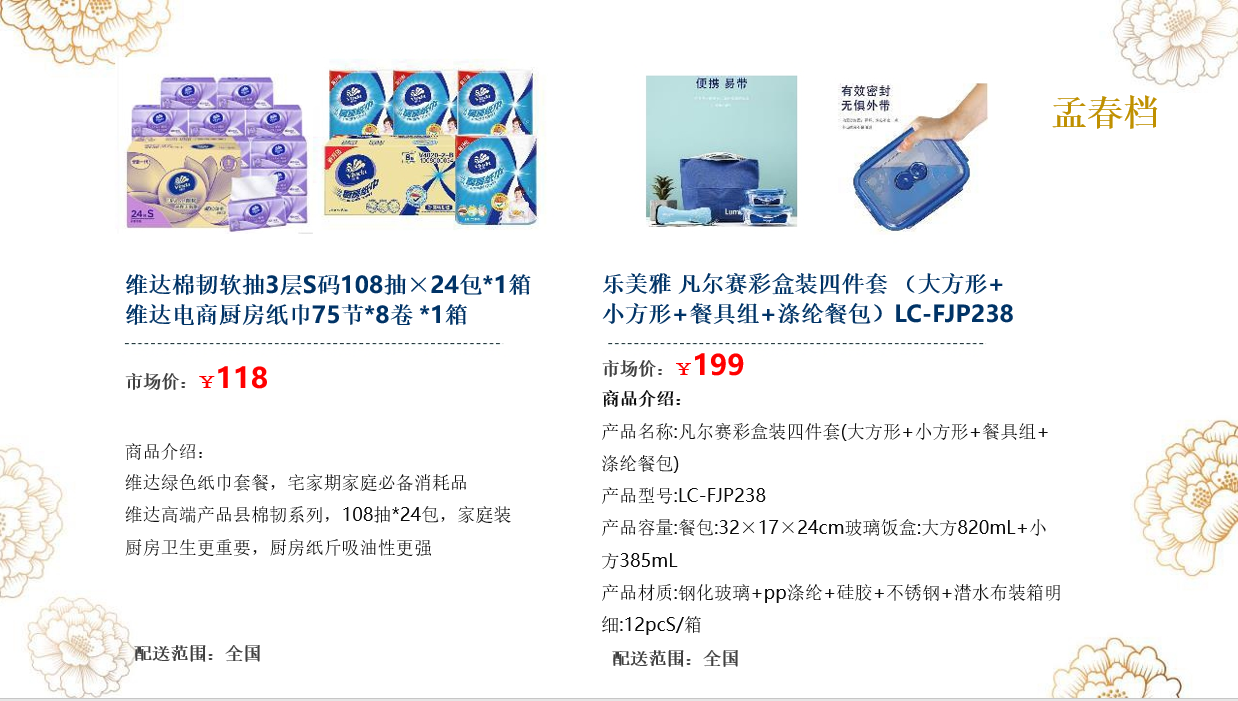 孟春档
Vinda
24包S
厨房纸巾
便携 易带
有效密封
无惧外带
维达棉韧软抽3层S码108抽×24包*1箱
维达电商厨房纸巾75节*8卷 *1箱
市场价：￥118
商品介绍：
维达绿色纸巾套餐，宅家期家庭必备消耗品
维达高端产品县棉韧系列，108抽*24包，家庭装
厨房卫生更重要，厨房纸斤吸油性更强
配送范围：全国
乐美雅 凡尔赛彩盒装四件套 （大方形+
小方形+餐具组+涤纶餐包）LC-FJP238
市场价：￥199
商品介绍：
产品名称:凡尔赛彩盒装四件套(大方形+小方形+餐具组+
涤纶餐包)
产品型号:LC-FJP238
产品容量:餐包:32×17×24cm玻璃饭盒:大方820mL+小
方385mL
产品材质:钢化玻璃+pp涤纶+硅胶+不锈钢+潜水布装箱明
细:12pcS/箱
配送范围：全国